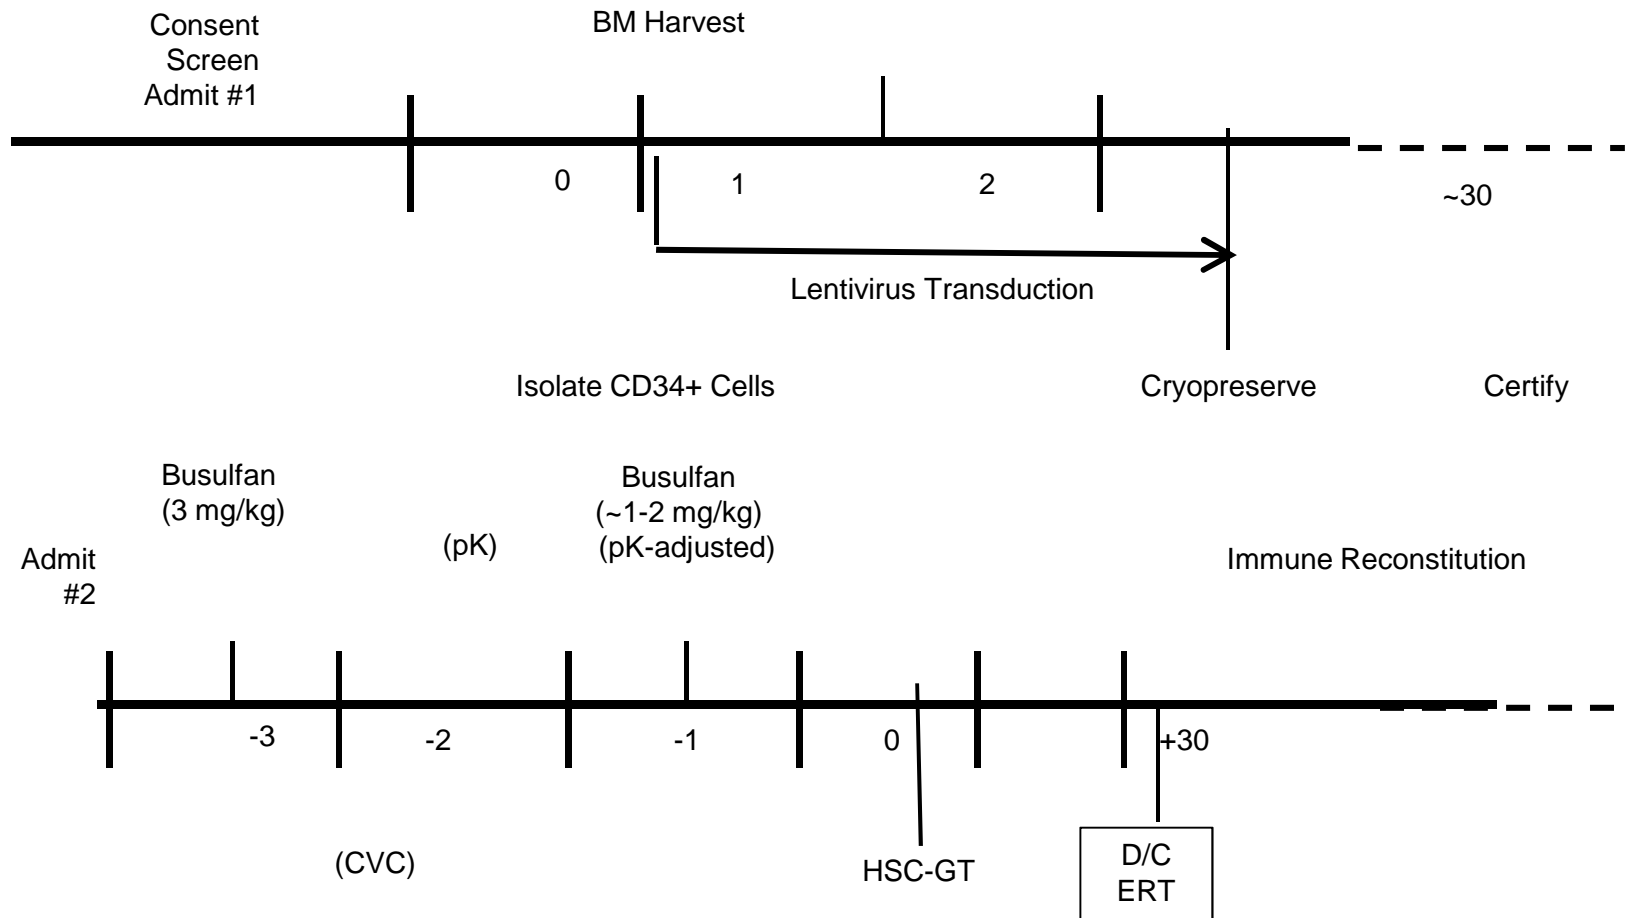 Consent
Screen
Admit #1
BM Harvest
0
1
2
~30
Lentivirus Transduction
Isolate CD34+ Cells
Cryopreserve
Certify
Busulfan
(3 mg/kg)
(pK)
Busulfan
(~1-2 mg/kg)
(pK-adjusted)
Admit
#2
Immune Reconstitution
-3
-2
-1
0
+30
(CVC)
HSC-GT
D/C
ERT